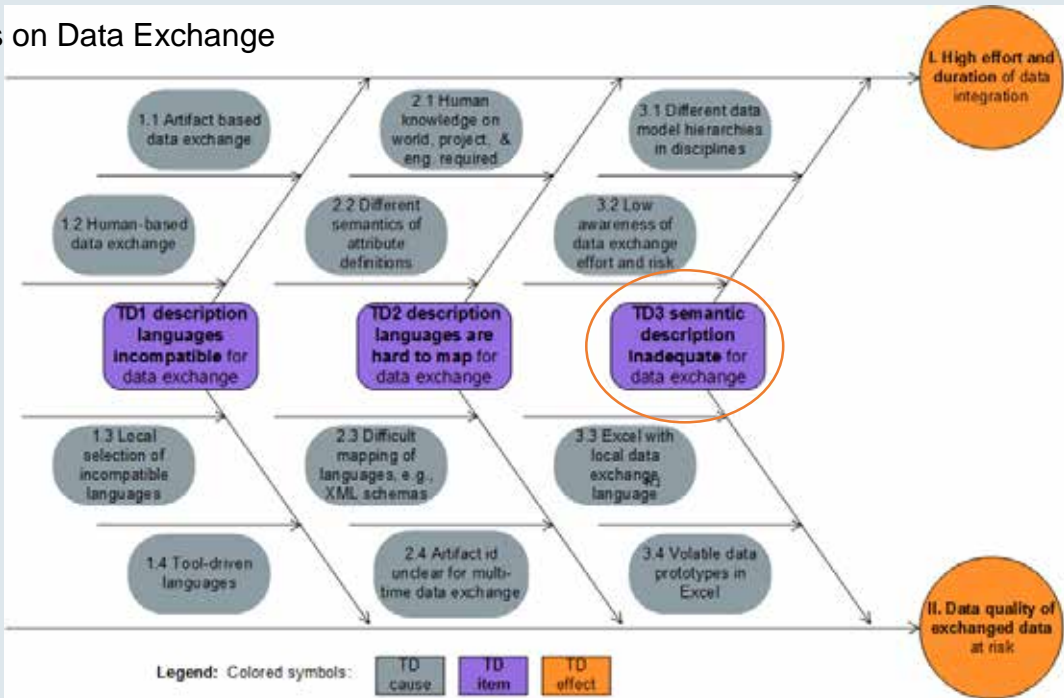 s on Data Exchange
I. High effort and
duration of data
integration
1.1 Artifact based
data exchange
2.1 Human
knowledge on
world, project, &
eng. required
3.1 Different data
model hierarchies
in disciplines
1.2 Human-based
data exchange
2.2 Different
semantics of
attribute
definitions
3.2 Low
awareness of
data exchange
effort and risk
TD1 description
languages
incompatible for
data exchange
TD2 description
languages are
hard to map for
data exchange
TD3 semantic
description
inadequate for
data exchange
1.3 Local
selection of
incompatible
languages
2.3 Difficult
mapping of
languages, e.g.,
XML schemas
3.3 Excel with
local data
exchange
language
1.4 Tool-driven
languages
2.4 Artifact id
unclear for multi-
time data exchange
3.4 Volatile data
prototypes in
Excel
II. Data quality of
exchanged data
at risk
Legend: Colored symbols:
TD
cause
TD
item
TD
effect